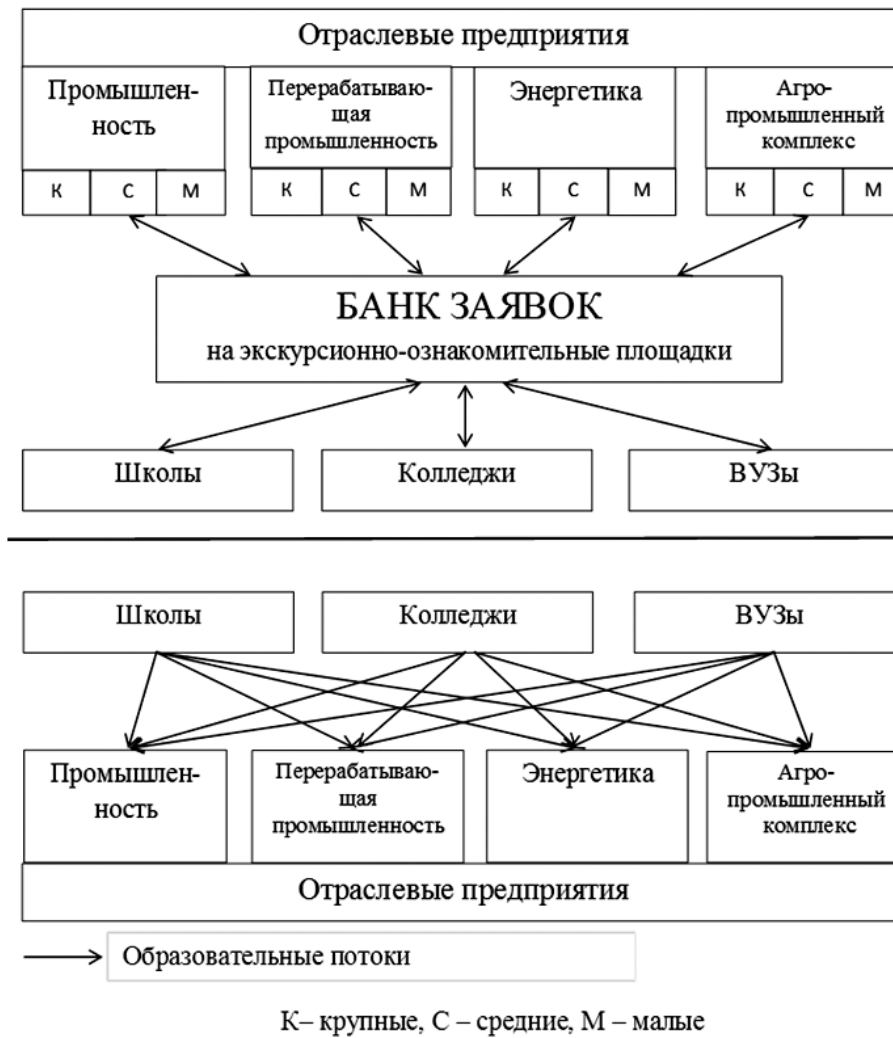 Отраслевые предприятия
Промышлен-
ность
Перерабатываю-
щая
промышленность
Энергетика
Агро-
промышленный
комплекс
К С М К С М К С М К С М
БАНК ЗАЯВОК
на экскурсионно-ознакомительные площадки
Школы Колледжи ВУЗы
Школы Колледжи ВУЗы
Промышлен-
ность
Перерабатываю-
щая
промышленность
Энергетика
Агро-
промышленный
комплекс
Отраслевые предприятия
Образовательные потоки
К– крупные, С – средние, М – малые